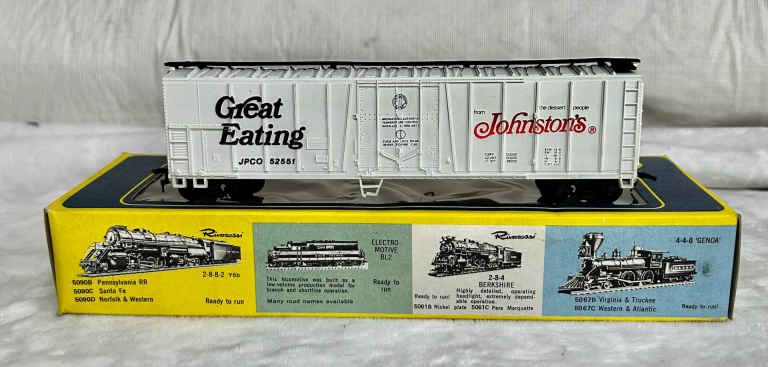 Great
Eating
JPCO 52551
from
the dessert people
Johnston's ®
Rivarossi
2-8-8-2 Y6b
5090B Pennsylvania RR
5090C Santa Fe
5090D Norfolk & Western
Ready to run
ELECTRO-
MOTIVE
BL2
This locomotive was built as a
low-volume production model for
branch and shortline operation.
Ready to
run
Many road names available
Rivarossi
2-8-4
BERKSHIRE
Ready to run!
Highly detailed, operating
headlight, extremely depend-
able operation.
5061B Nickel plate 5061C Pere Marquette
4-4-0 'GENOA'
5067B Virginia & Truckee
5067C Western & Atlantic
Ready to run!